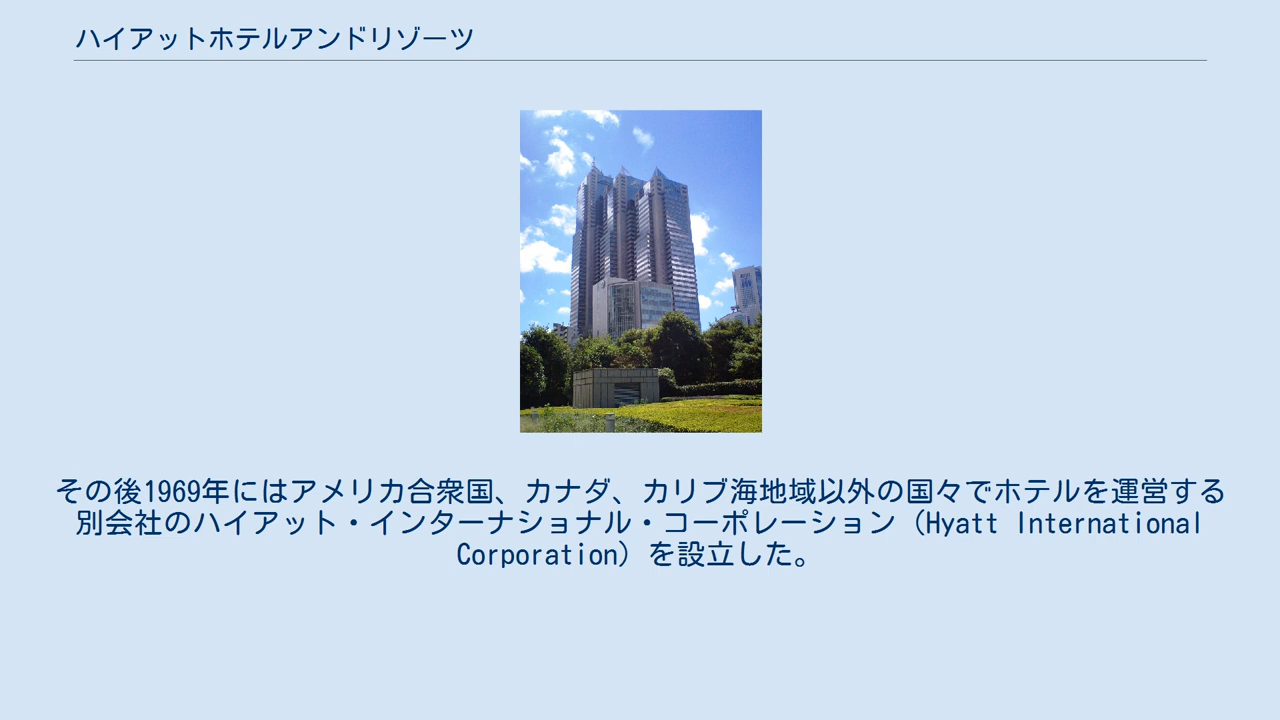 ハイアットホテルアンドリゾーツ
その後1969年にはアメリカ合衆国、カナダ、カリブ海地域以外の国々でホテルを運営する
別会社のハイアット・インターナショナル・コーポレーション（Hyatt International
Corporation）を設立した。